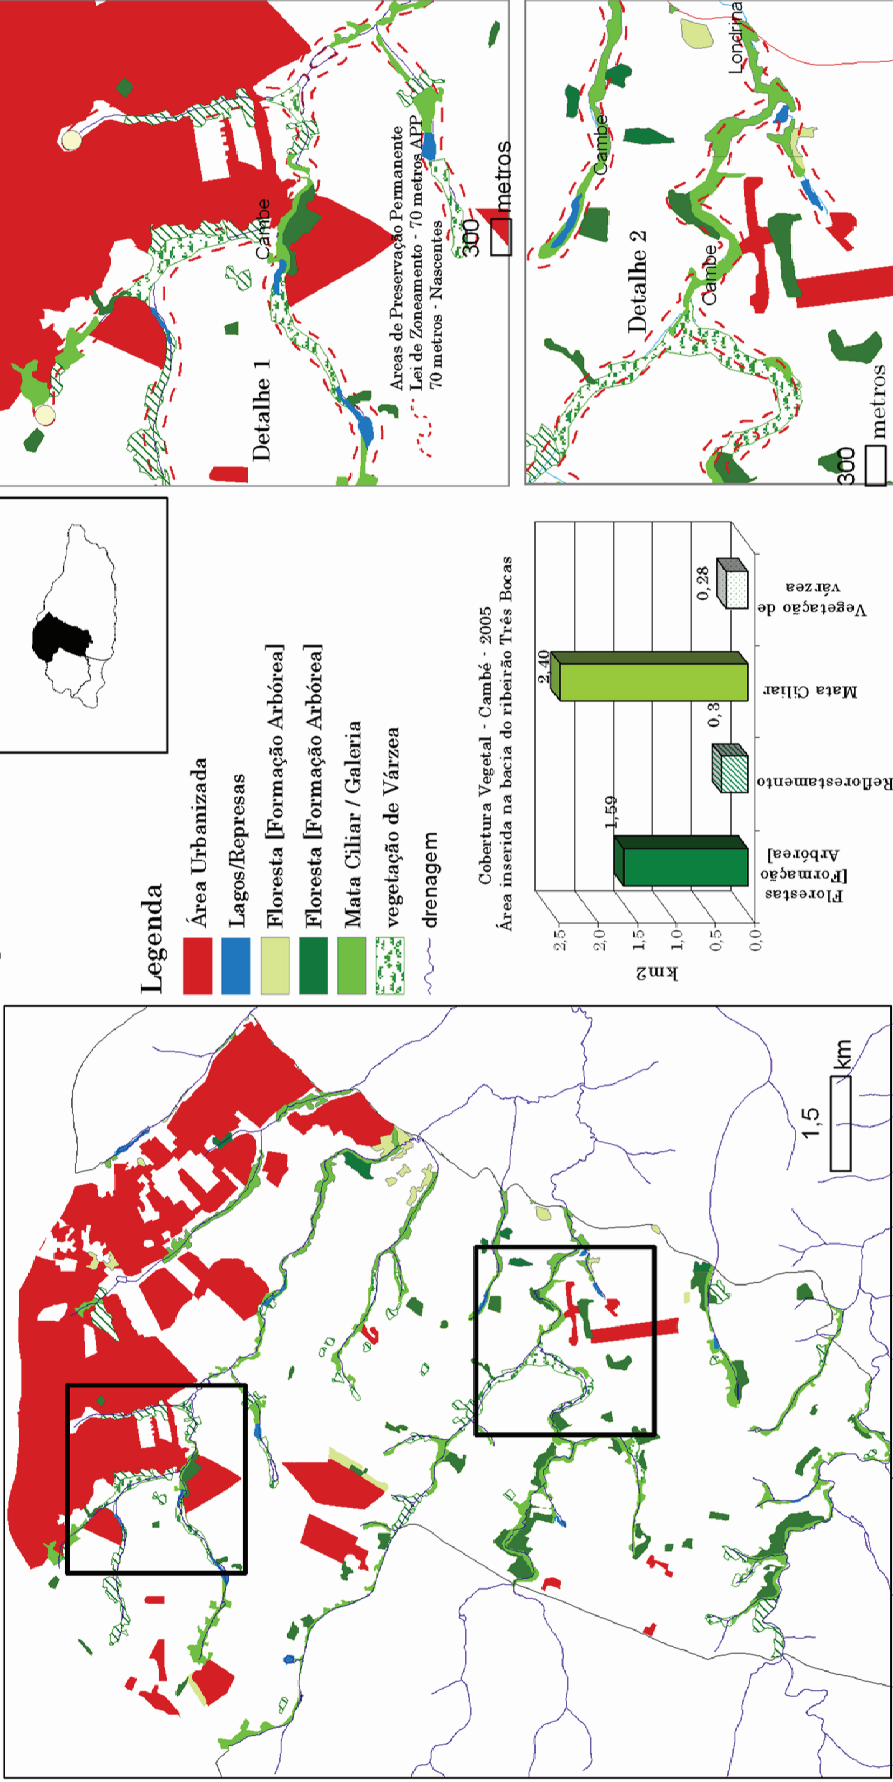 Legenda
Área Urbanizada
Lagos/Represas
Floresta [Formação Arbórea]
Floresta [Formação Arbórea]
Mata Ciliar / Galeria
vegetação de Várzea
drenagem
Cobertura Vegetal - Cambé - 2005
Área inserida na bacia do ribeirão Três Bocas
km2
2,5
2,0
1,5
1,0
0,5
0,0
1,59
0,3
2,40
0,28
Florestas
[Formação
Arbórea]
Reflorestamento
Mata Ciliar
Vegetação de
várzea
1,5
km
Detalhe 1
Cambe
Areas de Preservação Permanente
Lei de Zoneamento - 70 metros APP
70 metros - Nascentes
300
metros
Detalhe 2
Cambe
Cambe
Londrina
300
metros